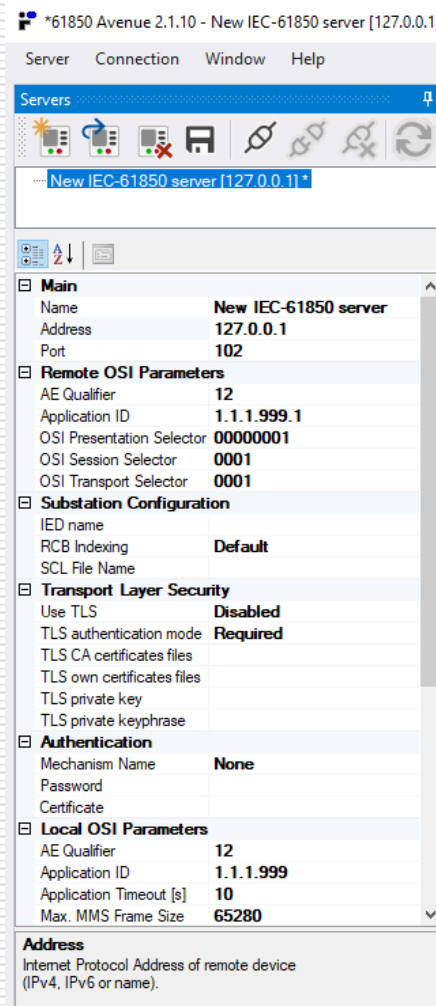 *61850 Avenue 2.1.10 - New IEC-61850 server [127.0.0.1
Server Connection Window Help
Servers
New IEC-61850 server [127.0.0.1] *
Main
Name New IEC-61850 server
Address 127.0.0.1
Port 102
Remote OSI Parameters
AE Qualifier 12
Application ID 1.1.1.999.1
OSI Presentation Selector 00000001
OSI Session Selector 0001
OSI Transport Selector 0001
Substation Configuration
IED name
RCB Indexing Default
SCL File Name
Transport Layer Security
Use TLS Disabled
TLS authentication mode Required
TLS CA certificates files
TLS own certificates files
TLS private key
TLS private keyphrase
Authentication
Mechanism Name None
Password
Certificate
Local OSI Parameters
AE Qualifier 12
Application ID 1.1.1.999
Application Timeout [s] 10
Max. MMS Frame Size 65280
Address
Internet Protocol Address of remote device
(IPv4, IPv6 or name).